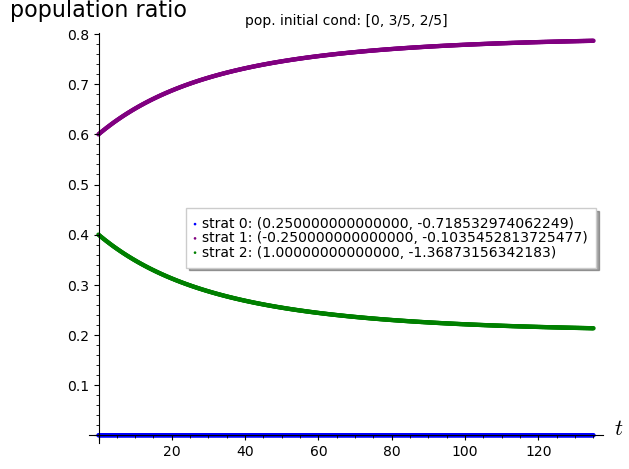 population ratio
pop. initial cond: [0, 3/5, 2/5]
0.8
0.7
0.6
0.5
0.4
0.3
0.2
0.1
strat 0: (0.250000000000000, -0.718532974062249)
strat 1: (-0.250000000000000, -0.1035452813725477)
strat 2: (1.00000000000000, -1.36873156342183)
20 40 60 80 100 120
t